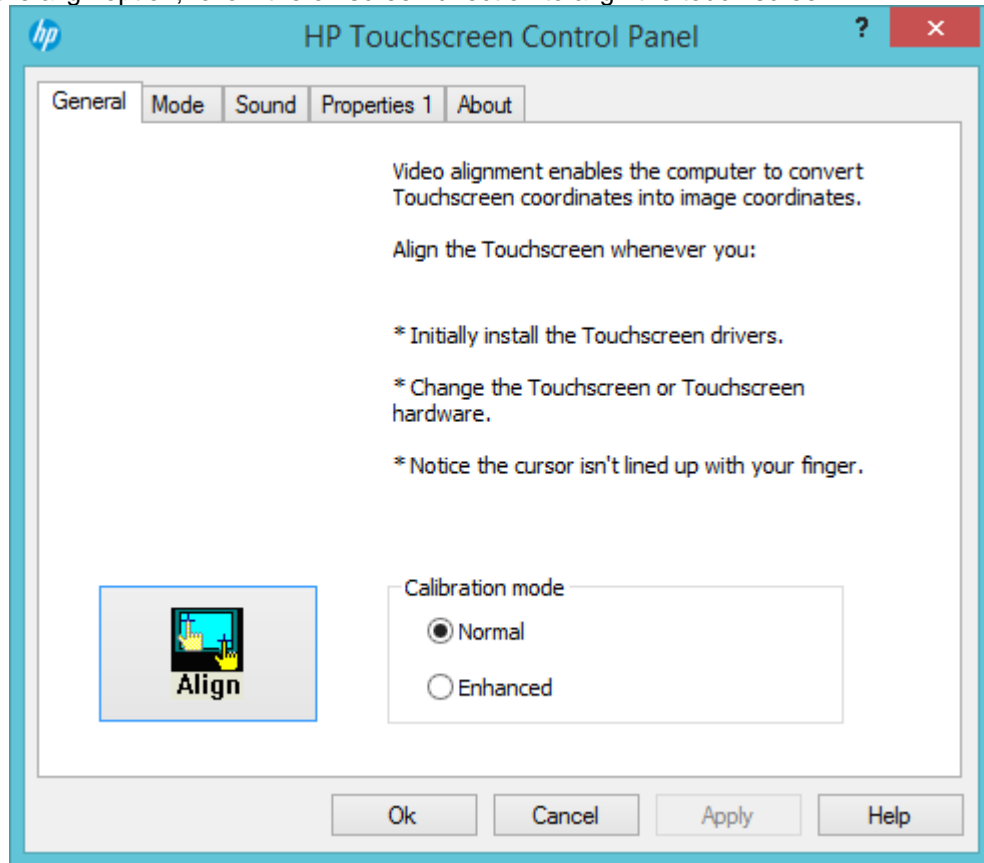 hp
HP Touchscreen Control Panel
?
×
General
Mode
Sound
Properties 1
About
Video alignment enables the computer to convert
Touchscreen coordinates into image coordinates.
Align the Touchscreen whenever you:
* Initially install the Touchscreen drivers.
* Change the Touchscreen or Touchscreen
hardware.
* Notice the cursor isn't lined up with your finger.
Calibration mode
Normal
Enhanced
Align
Ok
Cancel
Apply
Help